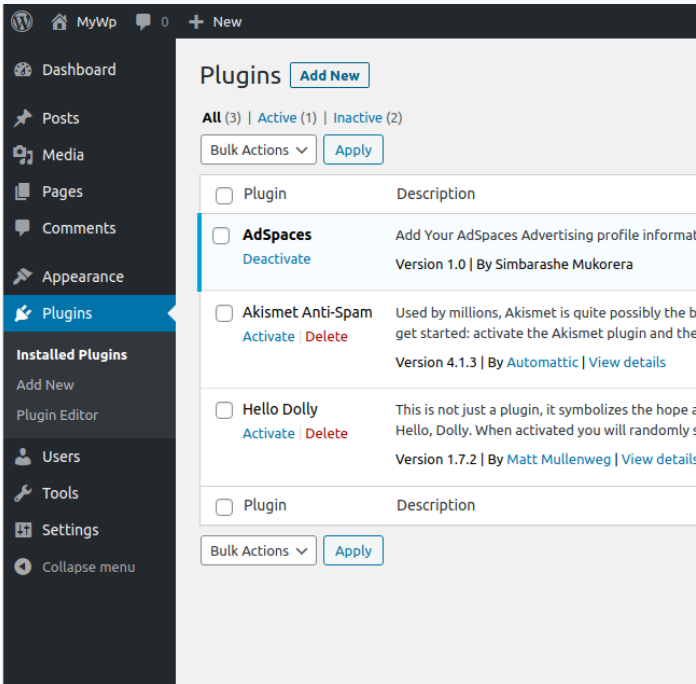 MyWp 0 + New
Dashboard
Posts
Media
Pages
Comments
Appearance
Plugins
Installed Plugins
Add New
Plugin Editor
Users
Tools
Settings
Collapse menu
Plugins Add New
All (3) | Active (1) | Inactive (2)
Bulk Actions Apply
Plugin Description
AdSpaces Add Your AdSpaces Advertising profile informat
Deactivate Version 1.0 | By Simbarashe Mukorera
Akismet Anti-Spam Used by millions, Akismet is quite possibly the b
Activate | Delete get started: activate the Akismet plugin and the
Version 4.1.3 | By Automattic | View details
Hello Dolly This is not just a plugin, it symbolizes the hope a
Activate | Delete Hello, Dolly. When activated you will randomly s
Version 1.7.2 | By Matt Mullenweg | View details
Plugin Description
Bulk Actions Apply